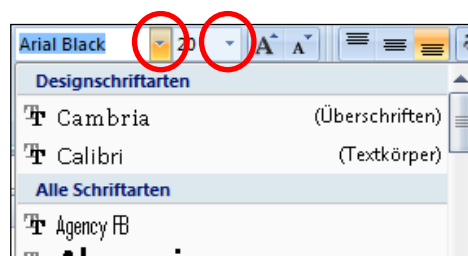 Arial Black 20 A A
Designschriftarten
Cambria (Überschriften)
Calibri (Textkörper)
Alle Schriftarten
Agency FB